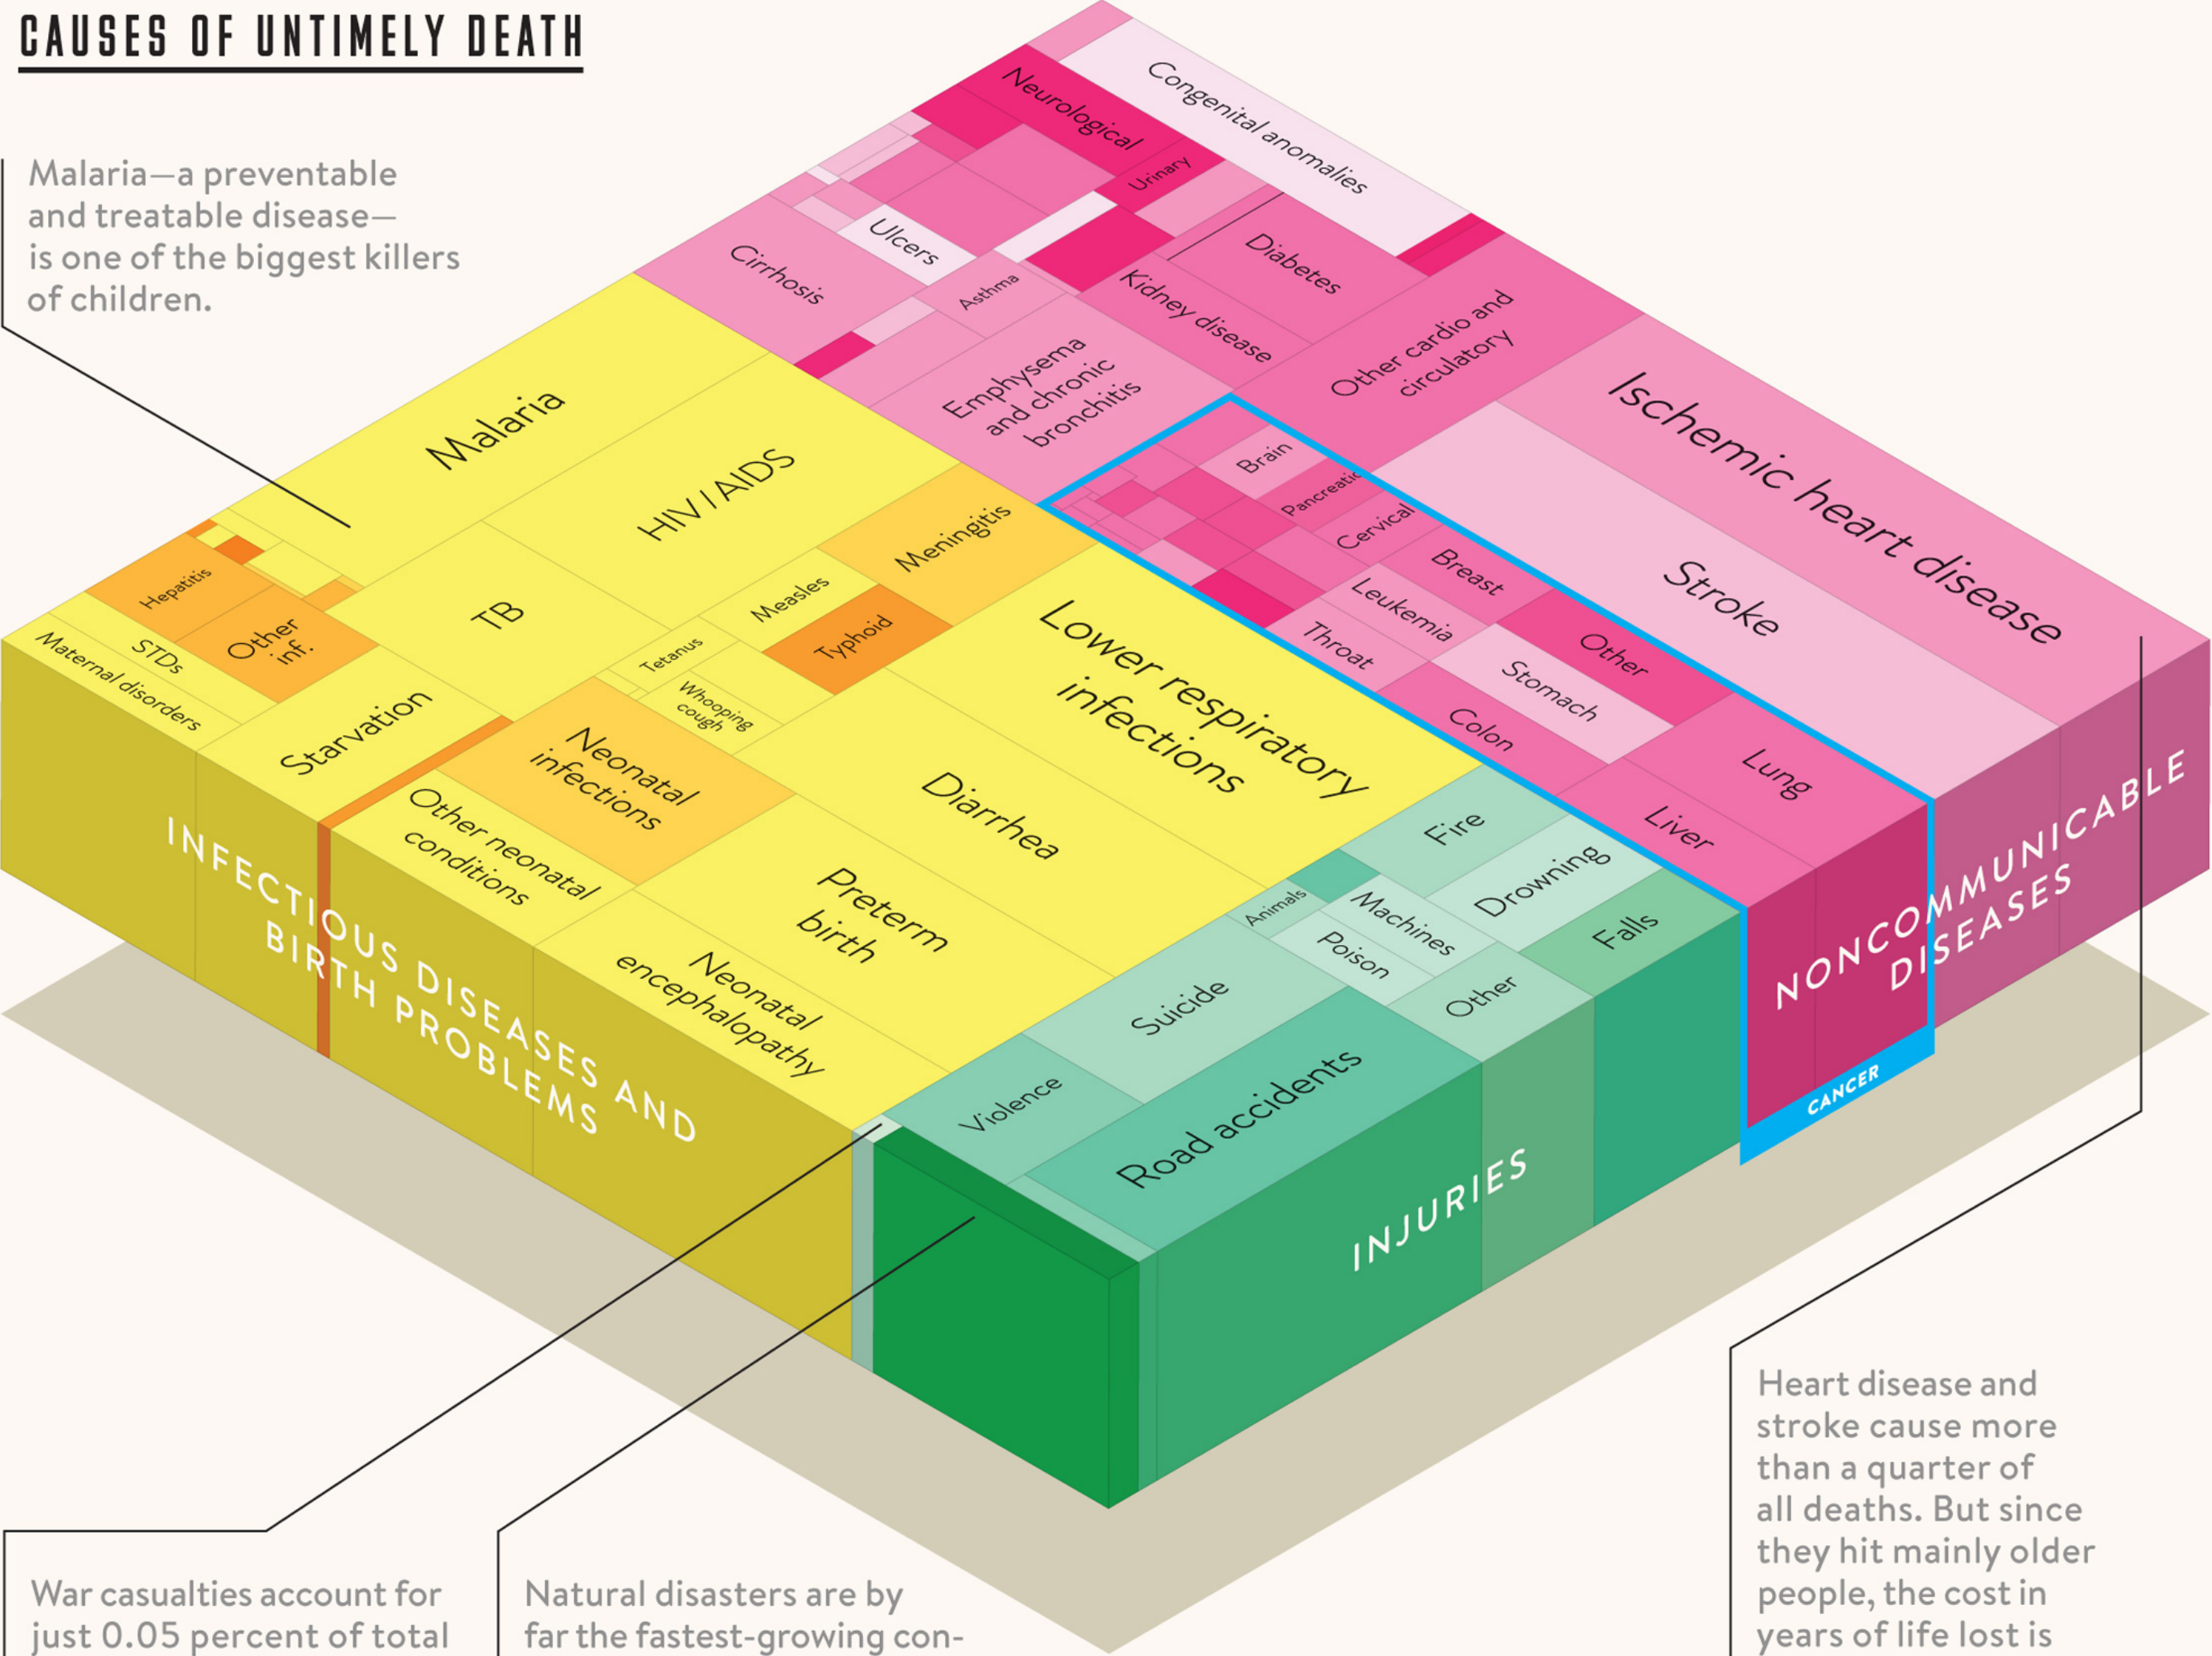 CAUSES OF UNTIMELY DEATH
Malaria—a preventable
and treatable disease—
is one of the biggest killers
of children.
Congenital anomalies
Neurological
Urinary
Ulcers
Cirrhosis
Asthma
Diabetes
Kidney disease
Emphysema
and chronic
bronchitis
Other cardio and
circulatory
Ischemic heart disease
Stroke
Brain
Pancreatic
Cervical
Breast
Leukemia
Other
Throat
Stomach
Colon
Lung
Liver
Malaria
HIV/AIDS
Meningitis
Measles
Typhoid
TB
Tetanus
Whooping
cough
Hepatitis
Other
inf.
STDs
Maternal disorders
Starvation
Neonatal
infections
Other neonatal
conditions
Lower respiratory
infections
Diarrhea
Preterm
birth
Neonatal
encephalopathy
Fire
Drowning
Animals
Machines
Poison
Falls
Other
Suicide
Violence
Road accidents
INFECTIOUS DISEASES AND
BIRTH PROBLEMS
INJURIES
NONCOMMUNICABLE
DISEASES
CANCER
War casualties account for
just 0.05 percent of total
Natural disasters are by
far the fastest-growing con-
Heart disease and
stroke cause more
than a quarter of
all deaths. But since
they hit mainly older
people, the cost in
years of life lost is